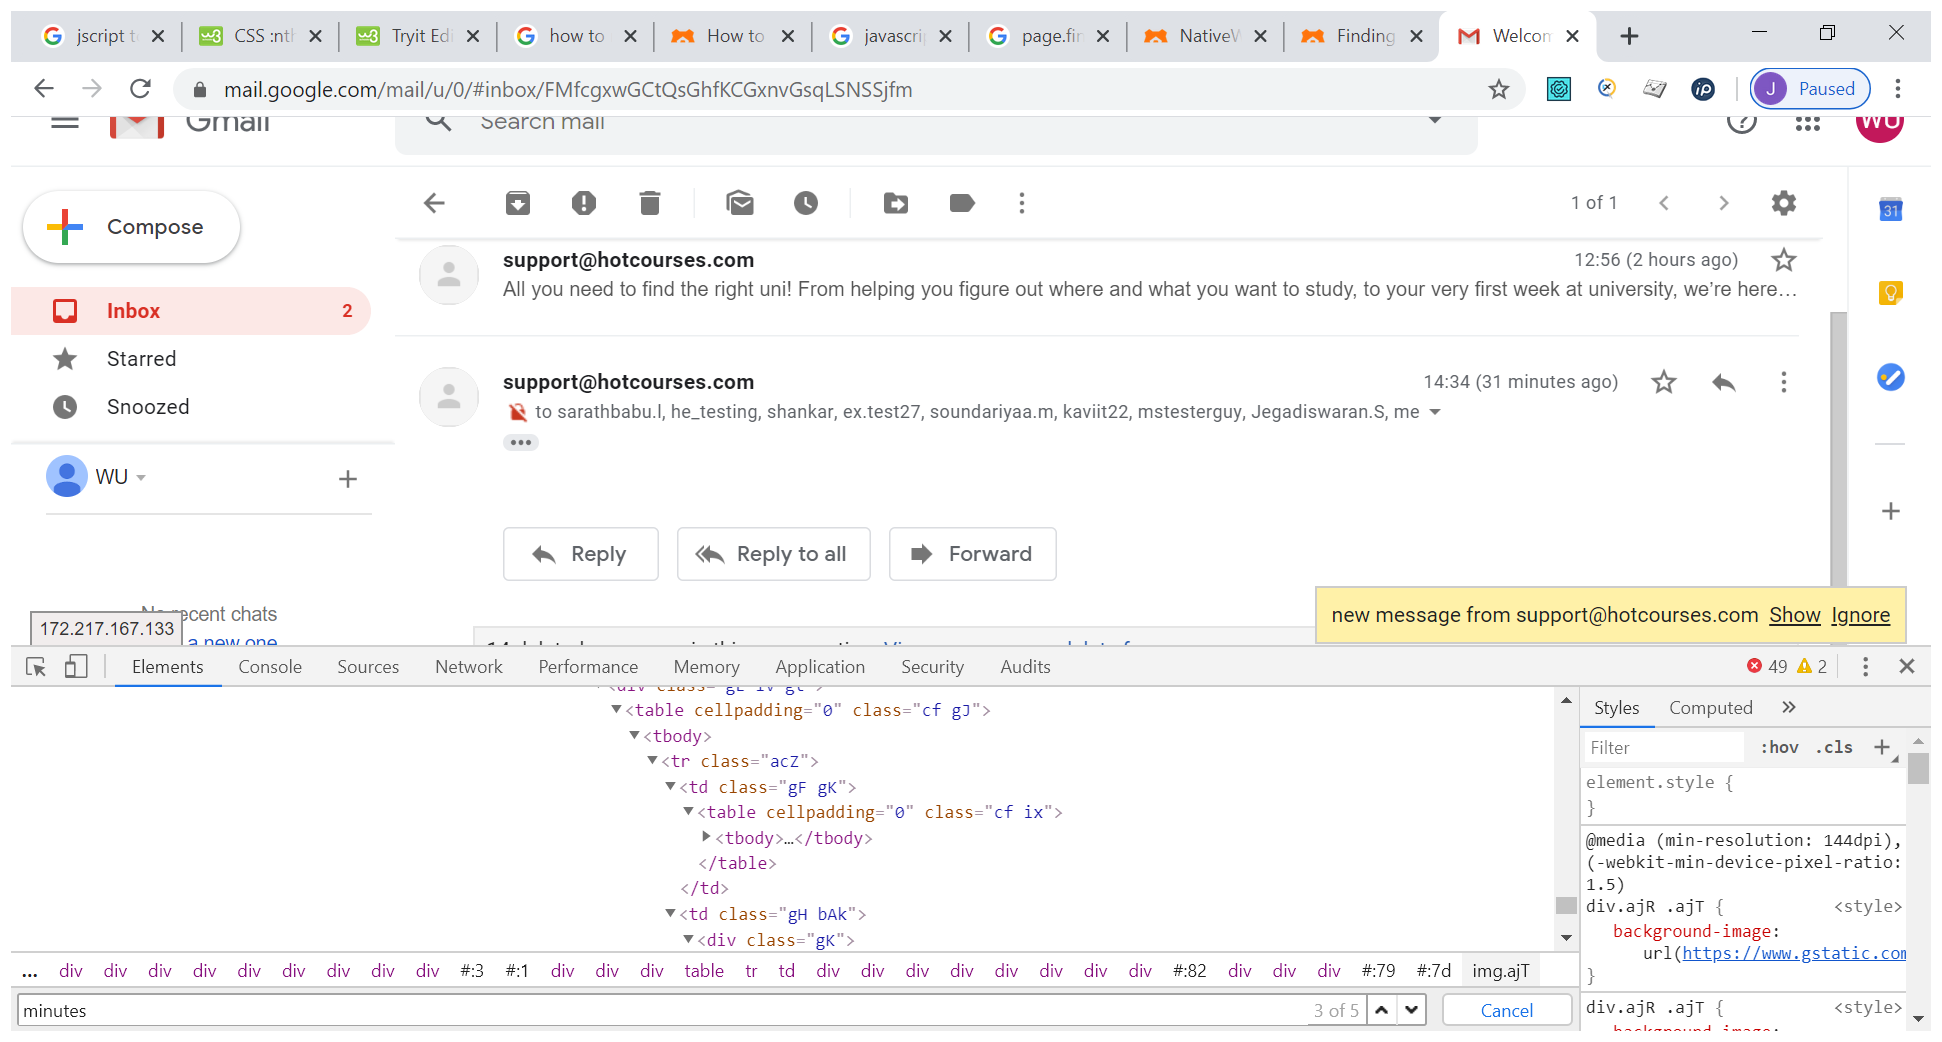 jscript t
CSS :nth
Tryit Edi
how to
How to
javascrip
page.fin
NativeW
Finding
Welcom
mail.google.com/mail/u/0/#inbox/FMfcgxwGCtQsGhfKCGxnvGsqLSNSSjfm
J Paused
Gmail
Search mail
WU
Compose
1 of 1
31
support@hotcourses.com 12:56 (2 hours ago)
All you need to find the right uni! From helping you figure out where and what you want to study, to your very first week at university, we're here…
Inbox 2
Starred
Snoozed
support@hotcourses.com 14:34 (31 minutes ago)
to sarathbabu.l, he_testing, shankar, ex.test27, soundariyaa.m, kaviit22, mstesterguy, Jegadiswaran.S, me
WU
Reply
Reply to all
Forward
No recent chats
a new one
172.217.167.133
new message from support@hotcourses.com Show Ignore
Elements Console Sources Network Performance Memory Application Security Audits 49 2
<table cellpadding="0" class="cf gJ">
<tbody>
<tr class="acZ">
<td class="gF gK">
<table cellpadding="0" class="cf ix">
<tbody>…</tbody>
</table>
</td>
<td class="gH bAk">
<div class="gK">
... div div div div div div div div div #:3 #:1 div div div table tr td div div div div div div div div #:82 div div div #:79 #:7d img.ajT
minutes 3 of 5 Cancel
Styles Computed »
Filter :hov .cls +
element.style {
}
@media (min-resolution: 144dpi),
(-webkit-min-device-pixel-ratio:
1.5)
div.ajR .ajT { <style>
background-image:
url(https://www.gstatic.com
}
div.ajR .ajT { <style>
background-image: